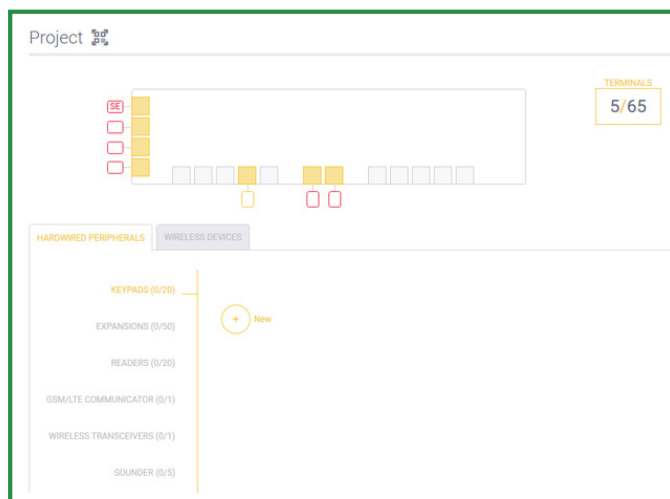 Project
TERMINALS
5/65
SE
HARDWIRED PERIPHERALS
WIRELESS DEVICES
KEYPADS (0/20)
+ New
EXPANSIONS (0/50)
READERS (0/20)
GSM/LTE COMMUNICATOR (0/1)
WIRELESS TRANSCEIVERS (0/1)
SOUNDER (0/5)